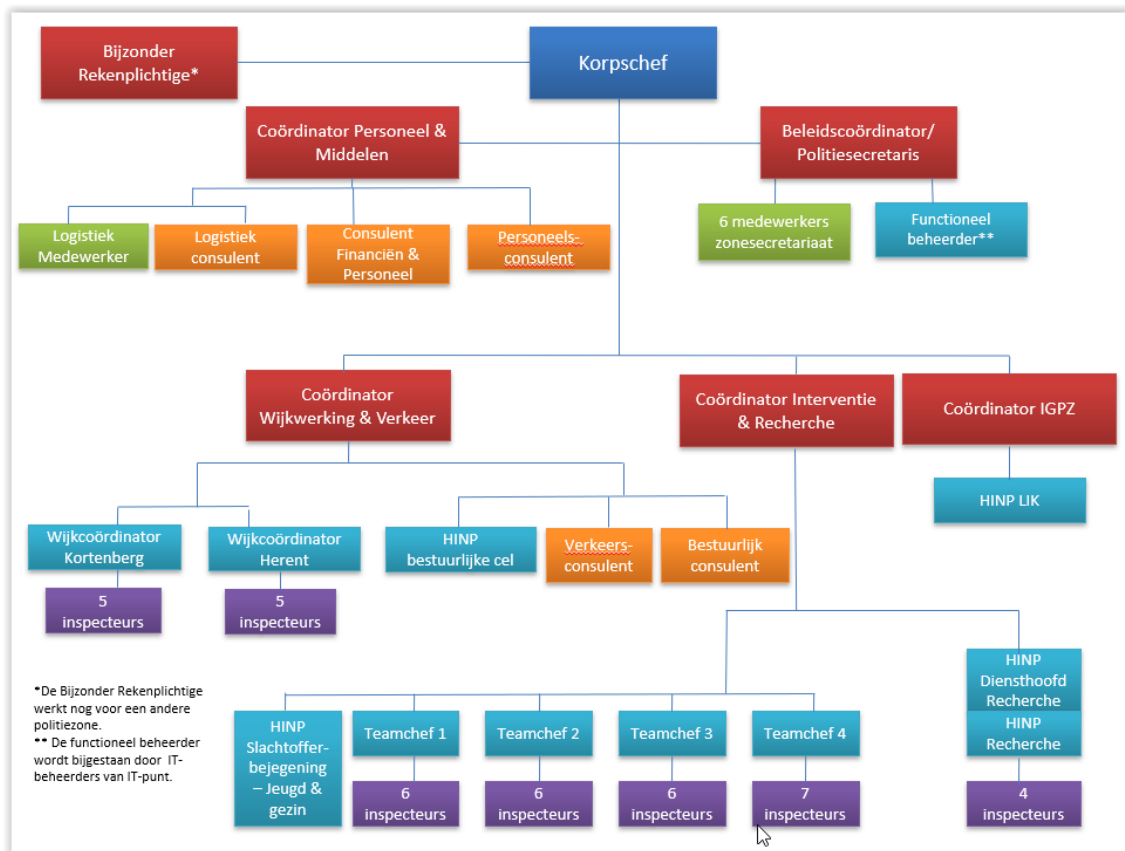 Bijzonder
Rekenplichtige*
Korpschef
Coördinator Personeel &
Middelen
Beleidscoördinator/
Politiesecretaris
Logistiek
Medewerker
Logistiek
consulent
Consulent
Financiën &
Personeel
Personeels-
consulent
6 medewerkers
zonesecretariaat
Functioneel
beheerder**
Coördinator
Wijkwerking & Verkeer
Coördinator Interventie
& Recherche
Coördinator IGPZ
HINP LIK
Wijkcoördinator
Kortenberg
Wijkcoördinator
Herent
HINP
bestuurlijke cel
Verkeers-
consulent
Bestuurlijk
consulent
5
inspecteurs
5
inspecteurs
HINP
Diensthoofd
Recherche
HINP
Recherche
*De Bijzonder Rekenplichtige
werkt nog voor een andere
politiezone.
** De functioneel beheerder
wordt bijgestaan door IT-
beheerders van IT-punt.
HINP
Slachtoffer-
bejegening
– Jeugd &
gezin
Teamchef 1
Teamchef 2
Teamchef 3
Teamchef 4
6
inspecteurs
6
inspecteurs
6
inspecteurs
7
inspecteurs
4
inspecteurs